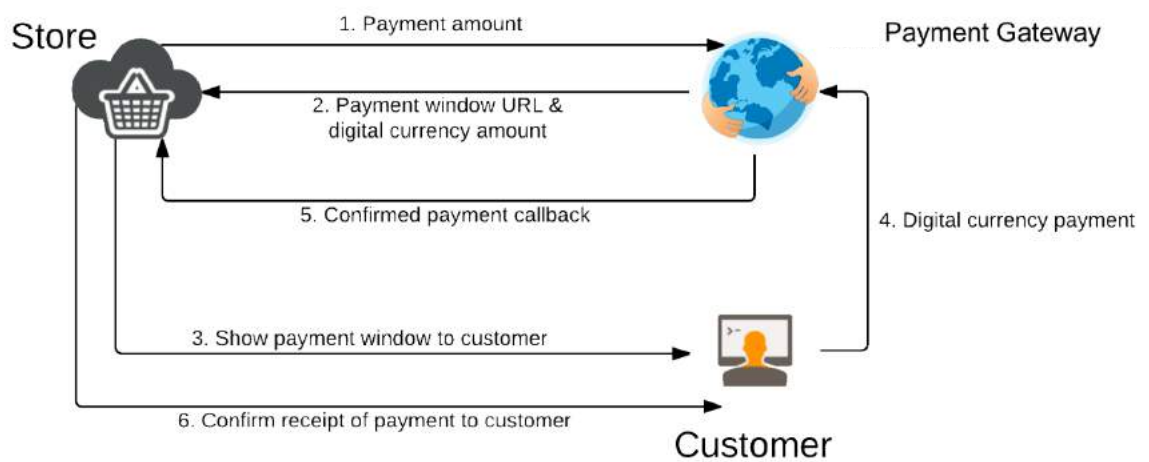 Store
1. Payment amount
Payment Gateway
2. Payment window URL &
digital currency amount
5. Confirmed payment callback
4. Digital currency payment
3. Show payment window to customer
6. Confirm receipt of payment to customer
Customer